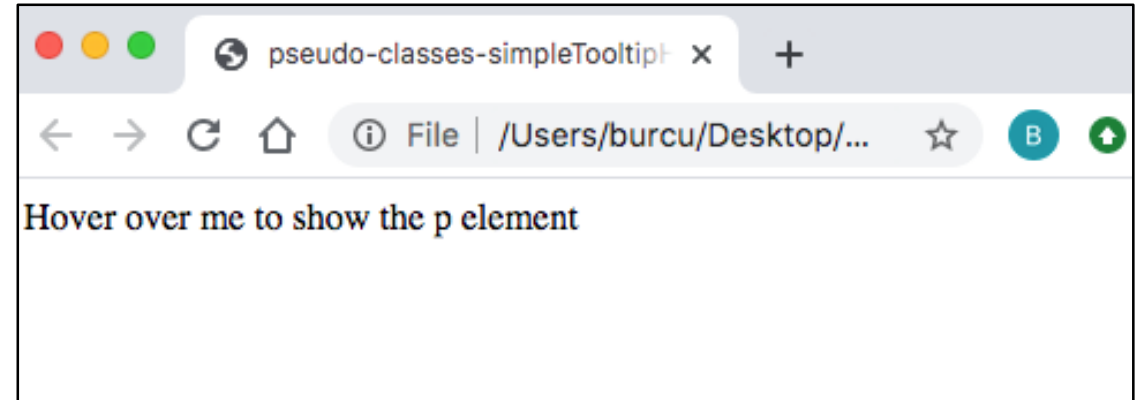 pseudo-classes-simpleTooltip
File | /Users/burcu/Desktop/... B
Hover over me to show the p element